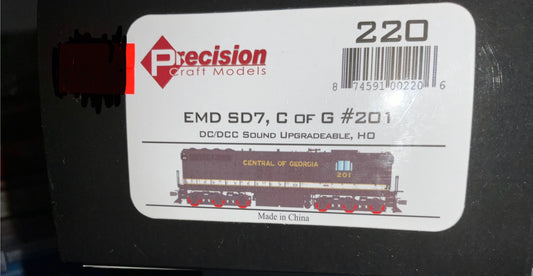 Precision
Craft Models
220
8 74591 00220 6
EMD SD7, C OF G #201
DC/DCC SOUND UPGRADEABLE, HO
CENTRAL OF GEORGIA
201
Made in China